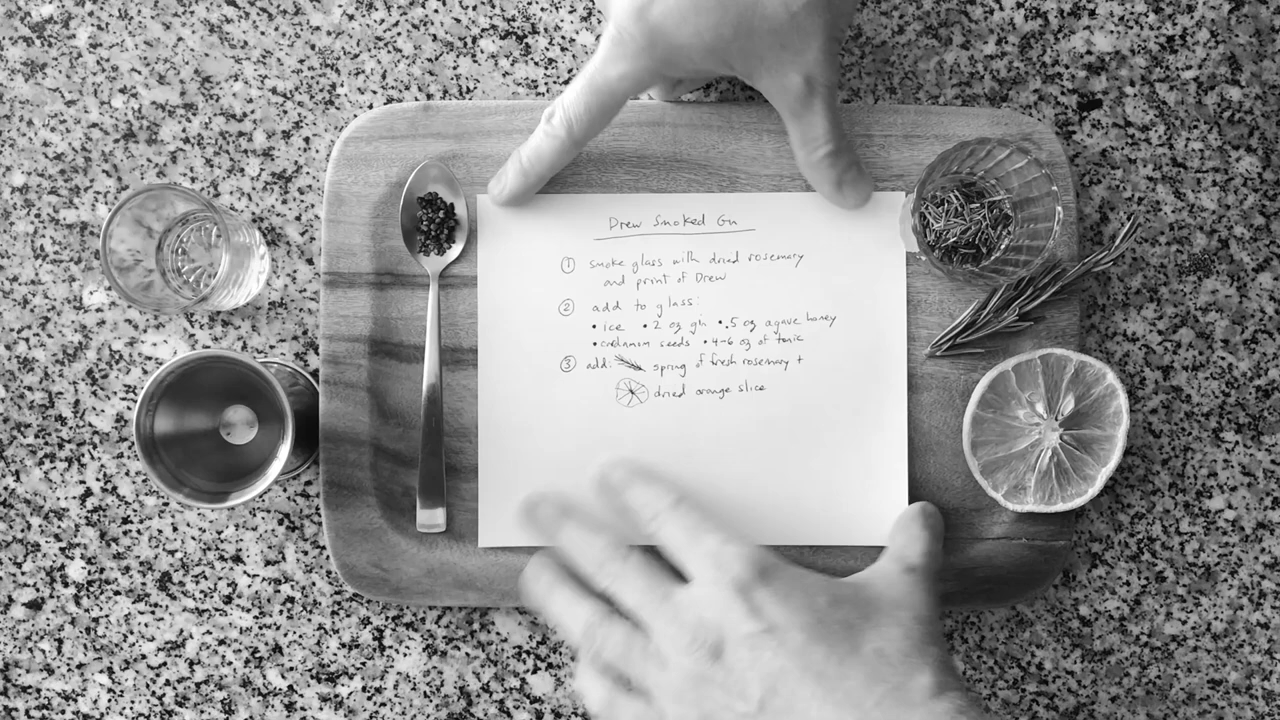 Drew Smoked Gn
① smoke glass with dried rosemary
and print of Drew
② add to glass:
• ice • 2 oz gin • .5 oz agave honey
• cardamom seeds • 4-6 oz of tonic
③ add: spring of fresh rosemary +
dried orange slice